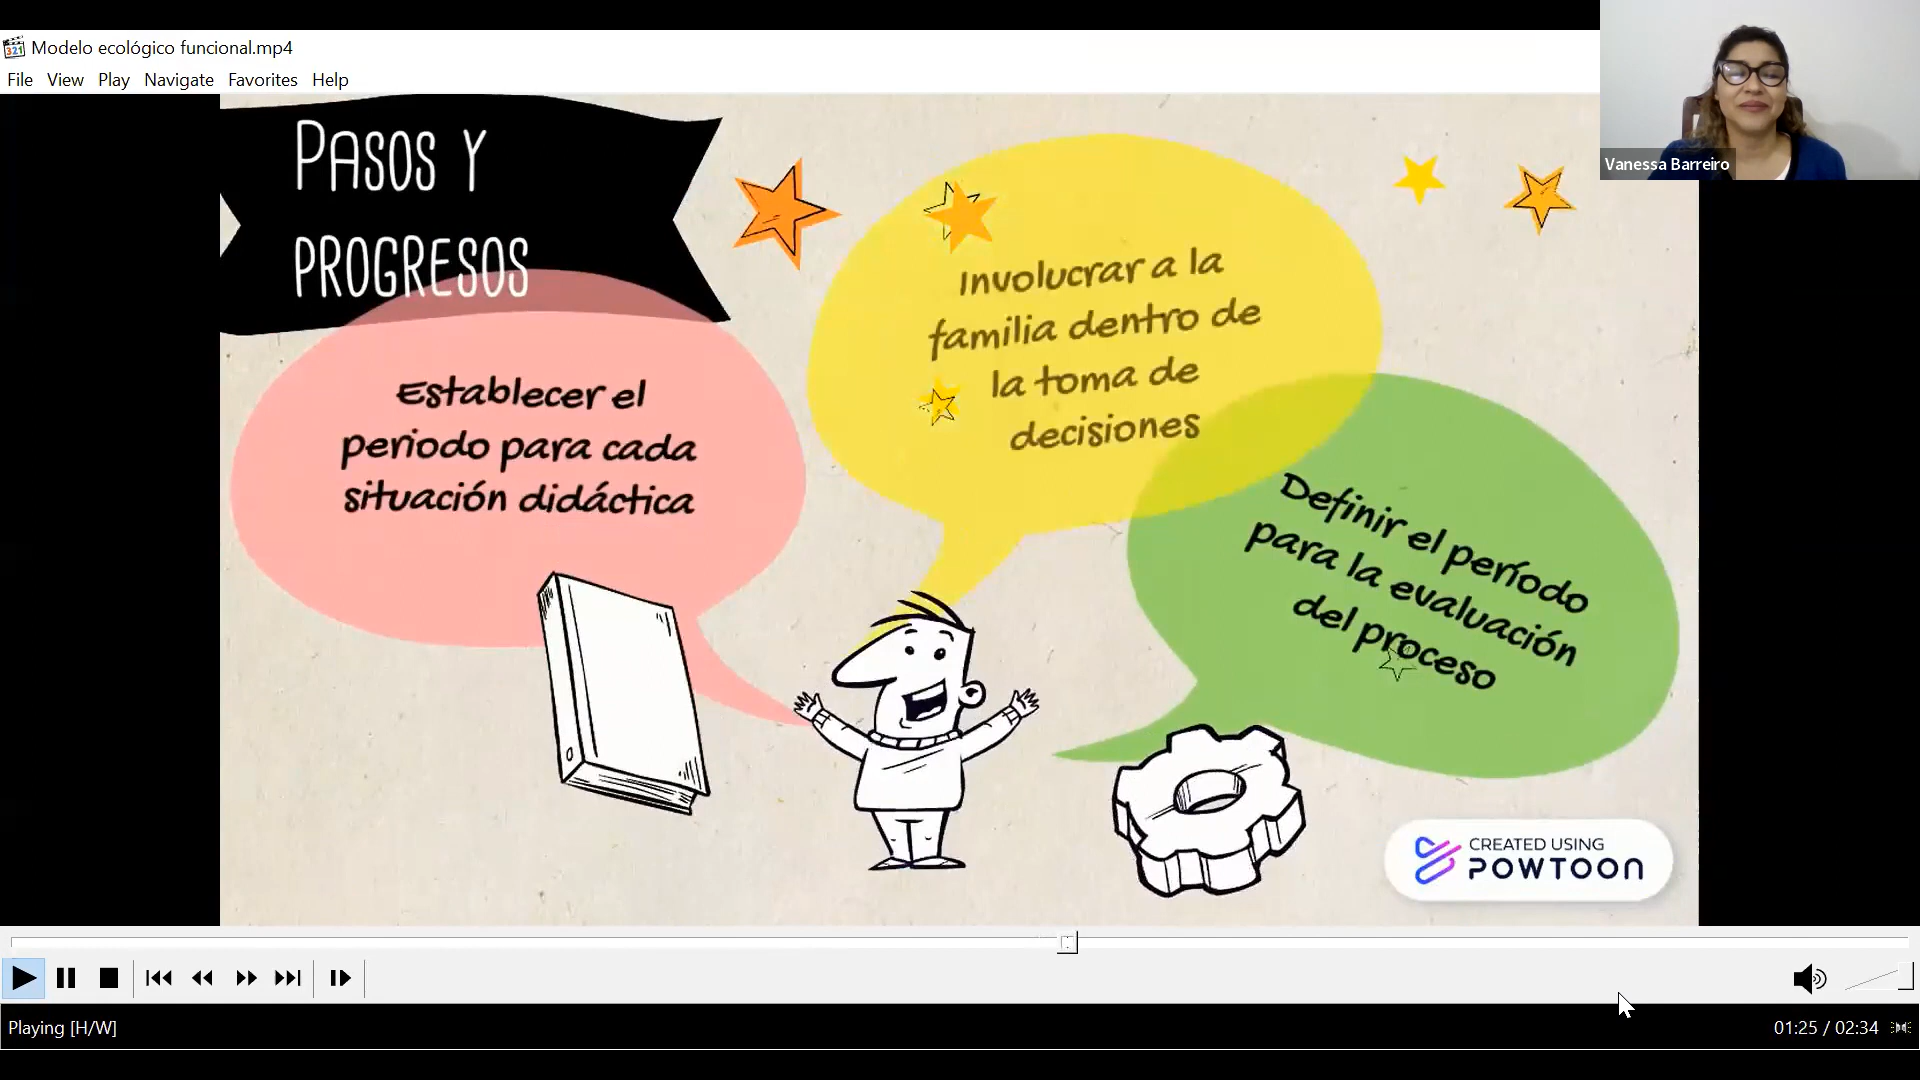 Modelo ecológico funcional.mp4
File View Play Navigate Favorites Help
Vanessa Barreiro
PASOS Y
PROGRESOS
Establecer el
periodo para cada
situación didáctica
Involucrar a la
familia dentro de
la toma de
decisiones
Definir el período
para la evaluación
del proceso
CREATED USING
POWTOON
Playing [H/W]
01:25 / 02:34